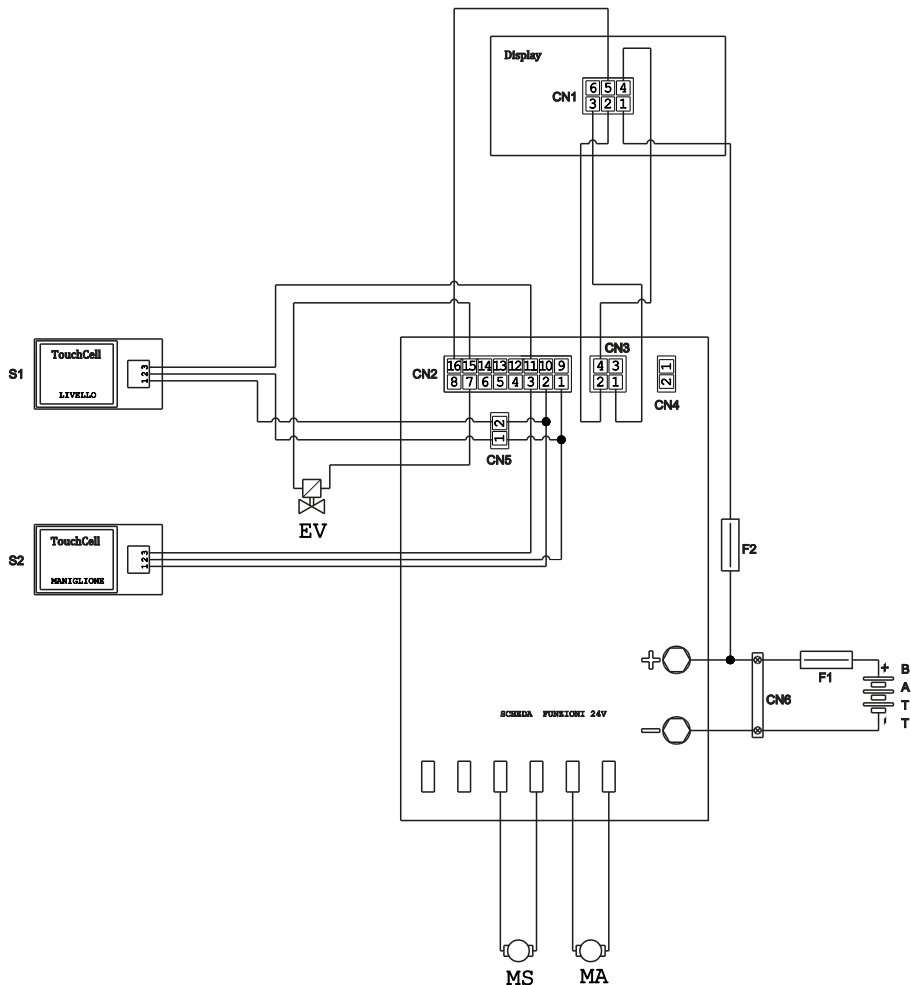 Display
CN1
6 5 4
3 2 1
S1
TouchCell
LIVELLO
1 2 3
CN2
16 15 14 13 12 11 10 9
8 7 6 5 4 3 2 1
CN3
4 3
2 1
1
2
CN4
2
1
CN5
EV
S2
TouchCell
MANIGLIONE
1 2 3
F2
+
F1
+
B
A
T
T
-
CN6
SCHEDA FUNZIONI 24V
-
MS
MA